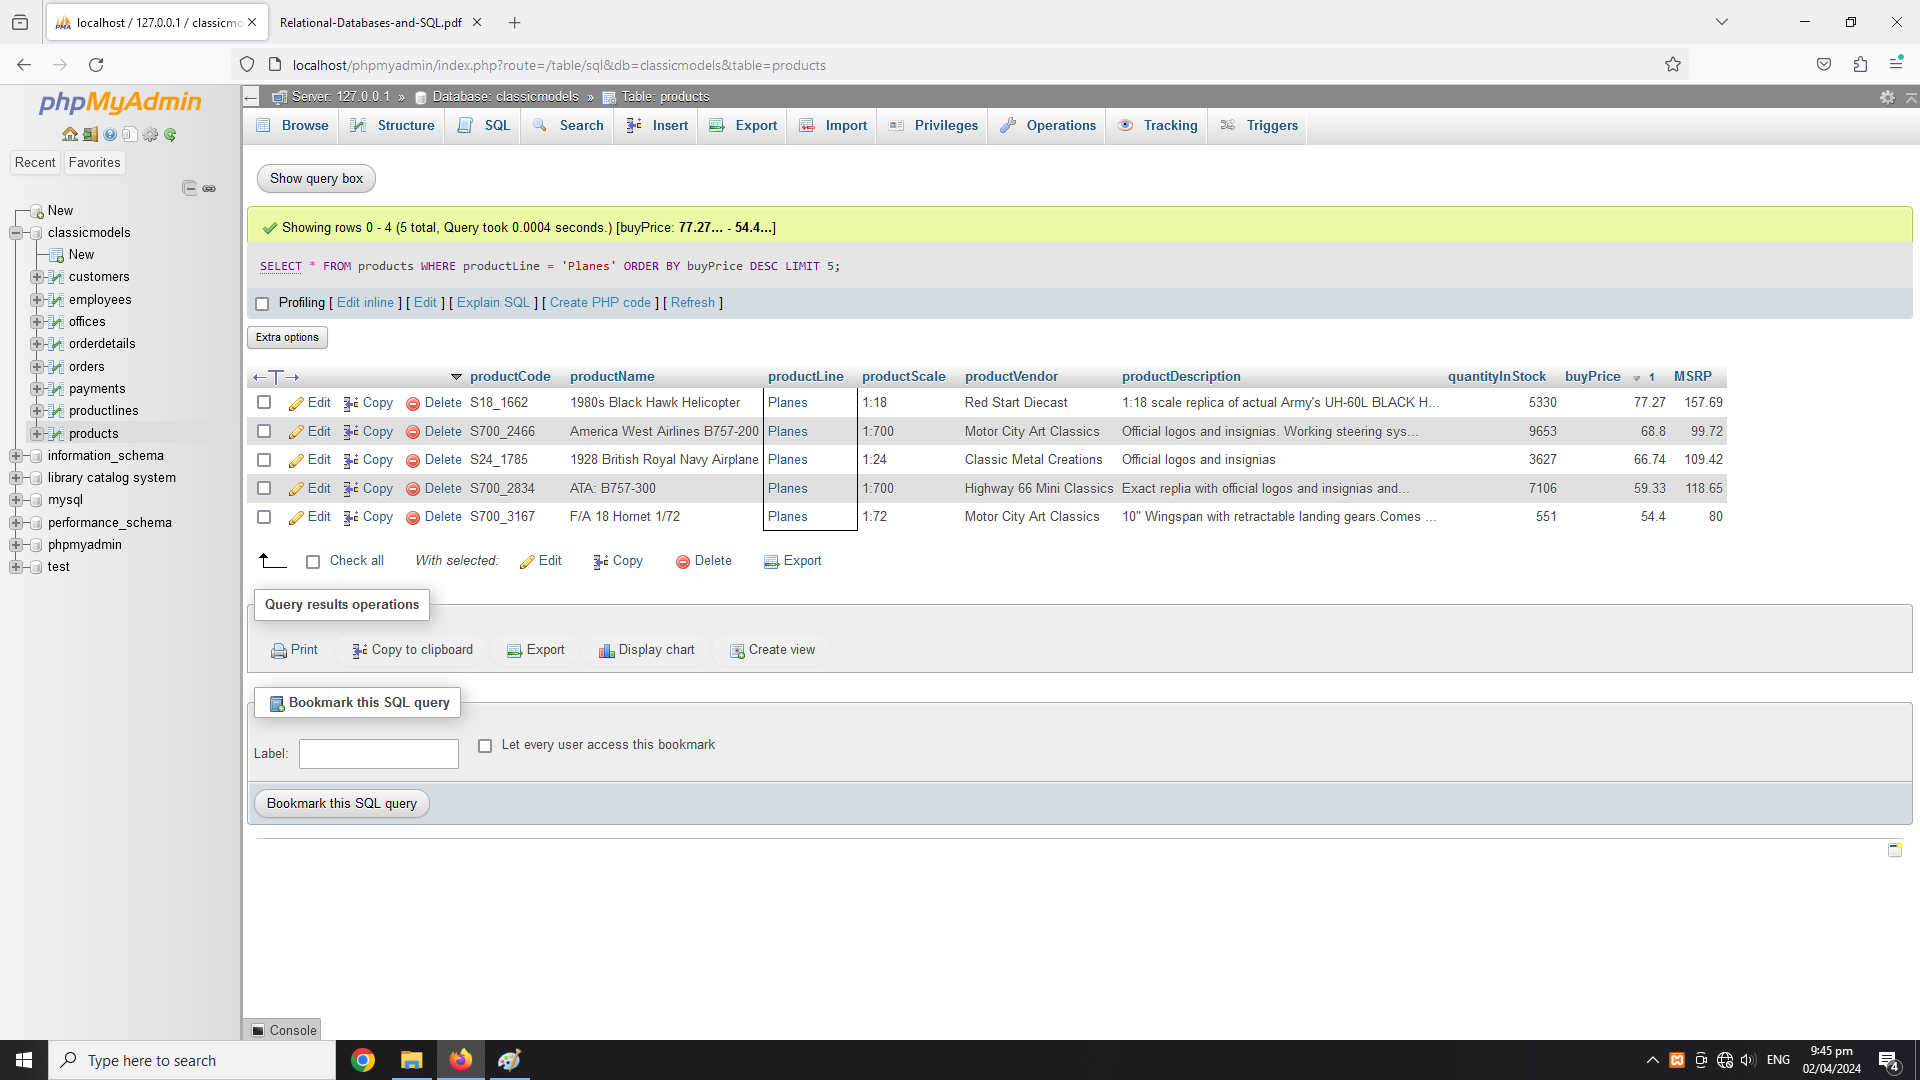 localhost / 127.0.0.1 / classicmo
Relational-Databases-and-SQL.pdf
localhost/phpmyadmin/index.php?route=/table/sql&db=classicmodels&table=products
phpMyAdmin
Recent
Favorites
New
classicmodels
New
customers
employees
offices
orderdetails
orders
payments
productlines
products
information_schema
library catalog system
mysql
performance_schema
phpmyadmin
test
Server: 127.0.0.1 » Database: classicmodels » Table: products
Browse Structure SQL Search Insert Export Import Privileges Operations Tracking Triggers
Show query box
Showing rows 0 - 4 (5 total, Query took 0.0004 seconds.) [buyPrice: 77.27... - 54.4...]
SELECT * FROM products WHERE productLine = 'Planes' ORDER BY buyPrice DESC LIMIT 5;
Profiling [ Edit inline ] [ Edit ] [ Explain SQL ] [ Create PHP code ] [ Refresh ]
Extra options
productCode productName productLine productScale productVendor productDescription quantityInStock buyPrice 1 MSRP
Edit Copy Delete S18_1662 1980s Black Hawk Helicopter Planes 1:18 Red Start Diecast 1:18 scale replica of actual Army's UH-60L BLACK H... 5330 77.27 157.69
Edit Copy Delete S700_2466 America West Airlines B757-200 Planes 1:700 Motor City Art Classics Official logos and insignias. Working steering sys... 9653 68.8 99.72
Edit Copy Delete S24_1785 1928 British Royal Navy Airplane Planes 1:24 Classic Metal Creations Official logos and insignias 3627 66.74 109.42
Edit Copy Delete S700_2834 ATA: B757-300 Planes 1:700 Highway 66 Mini Classics Exact replia with official logos and insignias and... 7106 59.33 118.65
Edit Copy Delete S700_3167 F/A 18 Hornet 1/72 Planes 1:72 Motor City Art Classics 10" Wingspan with retractable landing gears.Comes ... 551 54.4 80
Check all With selected: Edit Copy Delete Export
Query results operations
Print Copy to clipboard Export Display chart Create view
Bookmark this SQL query
Label: Let every user access this bookmark
Bookmark this SQL query
Console
Type here to search
ENG
9:45 pm
02/04/2024
4